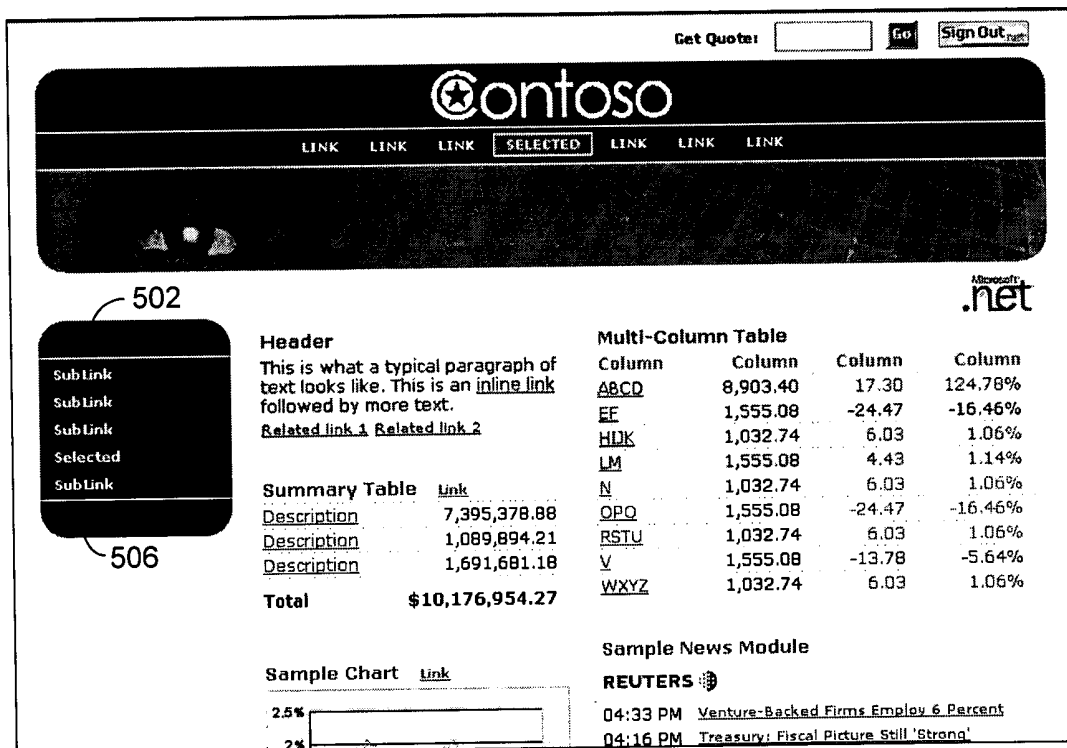 Get Quote: Go Sign Out.net
Contoso
LINK LINK LINK SELECTED LINK LINK LINK
Microsoft
.net
502
SubLink
SubLink
SubLink
Selected
SubLink
506
Header
This is what a typical paragraph of
text looks like. This is an inline link
followed by more text.
Related link 1 Related link 2
Summary Table Link
Description 7,395,378.88
Description 1,089,894.21
Description 1,691,681.18
Total $10,176,954.27
Sample Chart Link
2.5%
2%
Multi-Column Table
Column Column Column Column
ABCD 8,903.40 17.30 124.78%
EF 1,555.08 -24.47 -16.46%
HIJK 1,032.74 6.03 1.06%
LM 1,555.08 4.43 1.14%
N 1,032.74 6.03 1.06%
OPQ 1,555.08 -24.47 -16.46%
RSTU 1,032.74 6.03 1.06%
V 1,555.08 -13.78 -5.64%
WXYZ 1,032.74 6.03 1.06%
Sample News Module
REUTERS
04:33 PM Venture-Backed Firms Employ 6 Percent
04:16 PM Treasury: Fiscal Picture Still 'Strong'